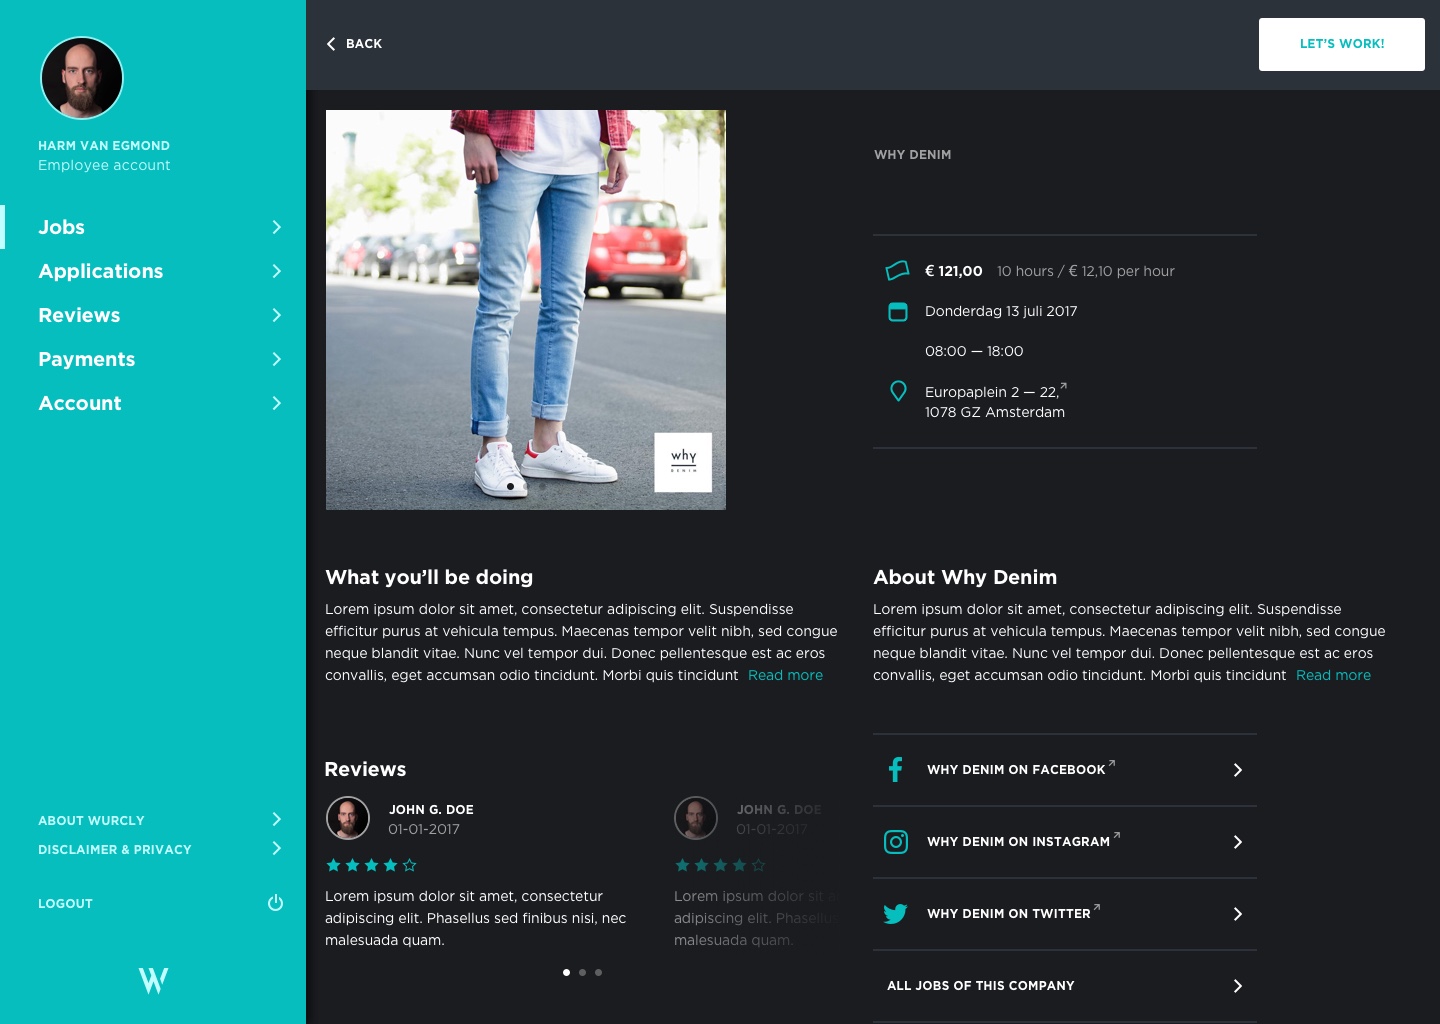 HARM VAN EGMOND
Employee account
Jobs
Applications
Reviews
Payments
Account
ABOUT WURCLY
DISCLAIMER & PRIVACY
LOGOUT
BACK
LET'S WORK!
why
DENIM
WHY DENIM
€ 121,00 10 hours / € 12,10 per hour
Donderdag 13 juli 2017
08:00 — 18:00
Europaplein 2 — 22,
1078 GZ Amsterdam
What you’ll be doing
Lorem ipsum dolor sit amet, consectetur adipiscing elit. Suspendisse
efficitur purus at vehicula tempus. Maecenas tempor velit nibh, sed congue
neque blandit vitae. Nunc vel tempor dui. Donec pellentesque est ac eros
convallis, eget accumsan odio tincidunt. Morbi quis tincidunt Read more
About Why Denim
Lorem ipsum dolor sit amet, consectetur adipiscing elit. Suspendisse
efficitur purus at vehicula tempus. Maecenas tempor velit nibh, sed congue
neque blandit vitae. Nunc vel tempor dui. Donec pellentesque est ac eros
convallis, eget accumsan odio tincidunt. Morbi quis tincidunt Read more
Reviews
JOHN G. DOE
01-01-2017
Lorem ipsum dolor sit amet, consectetur
adipiscing elit. Phasellus sed finibus nisi, nec
malesuada quam.
JOHN G. DOE
01-01-2017
Lorem ipsum dolor sit
adipiscing elit. Phasellus
malesuada quam.
WHY DENIM ON FACEBOOK
WHY DENIM ON INSTAGRAM
WHY DENIM ON TWITTER
ALL JOBS OF THIS COMPANY